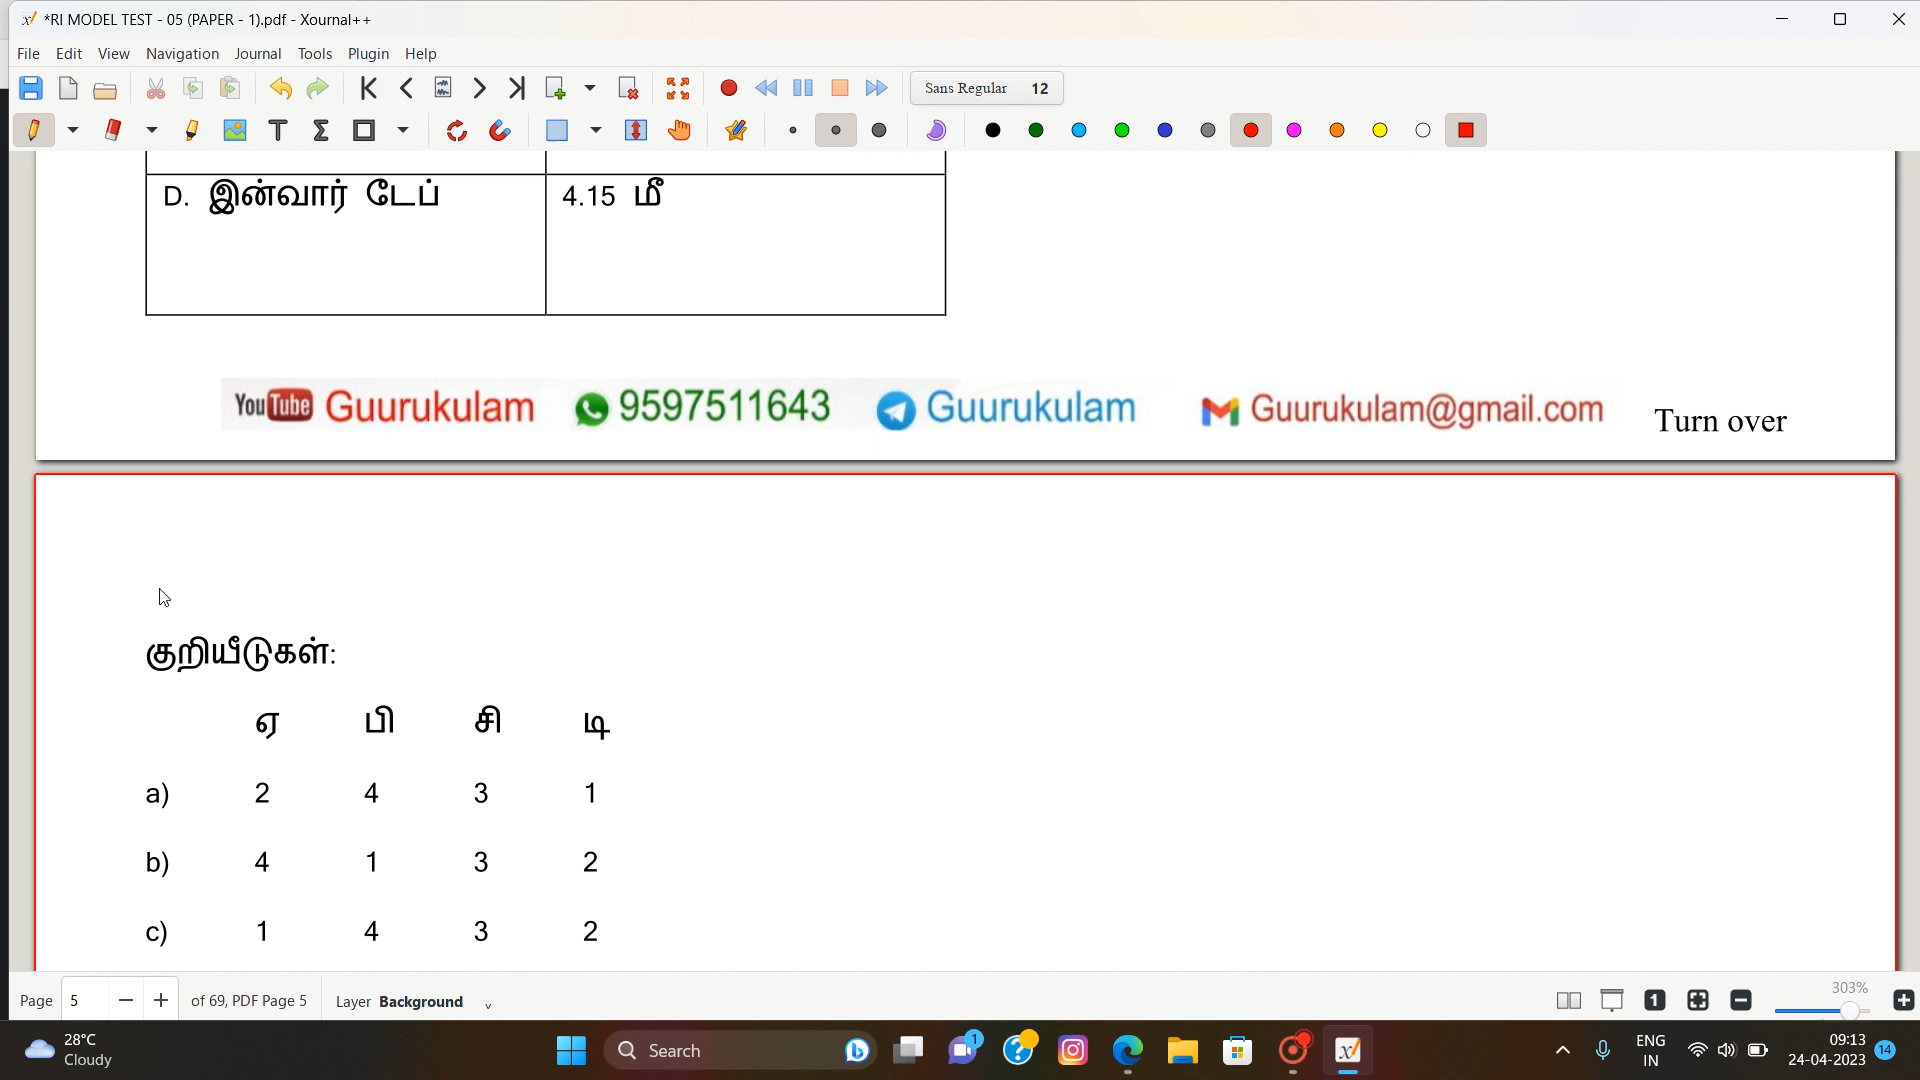 *RI MODEL TEST - 05 (PAPER - 1).pdf - Xournal++
File Edit View Navigation Journal Tools Plugin Help
Sans Regular 12
D. இன்வார் டேப் 4.15 மீ
YouTube Guurukulam 9597511643 Guurukulam Guurukulam@gmail.com Turn over
குறியீடுகள்:
ஏ பி சி டி
a) 2 4 3 1
b) 4 1 3 2
c) 1 4 3 2
303%
Page 5 of 69, PDF Page 5 Layer Background
28°C
Cloudy
Search
1
ENG
IN
09:13
24-04-2023
14